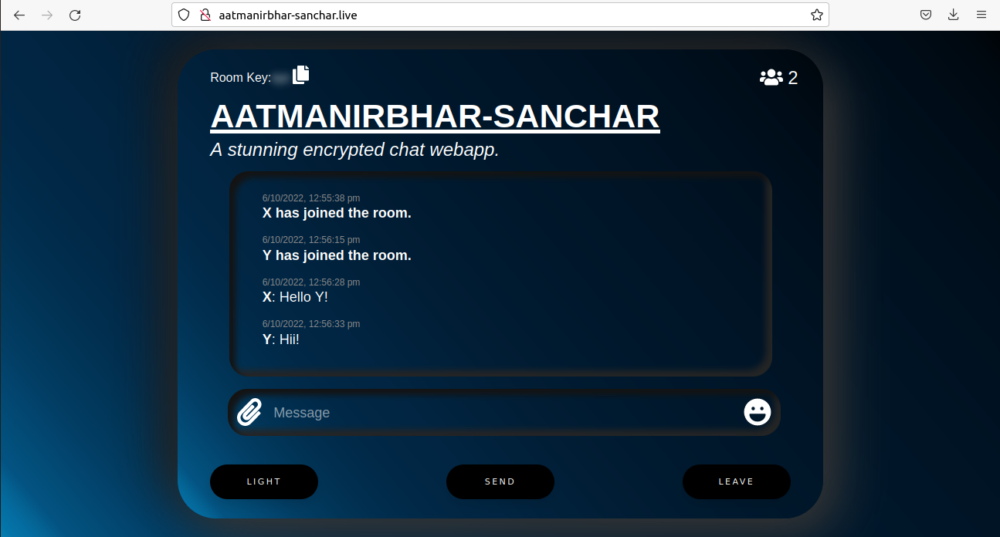 aatmanirbhar-sanchar.live
Room Key:
2
AATMANIRBHAR-SANCHAR
A stunning encrypted chat webapp.
6/10/2022, 12:55:38 pm
X has joined the room.
6/10/2022, 12:56:15 pm
Y has joined the room.
6/10/2022, 12:56:28 pm
X: Hello Y!
6/10/2022, 12:56:33 pm
Y: Hii!
Message
LIGHT
SEND
LEAVE